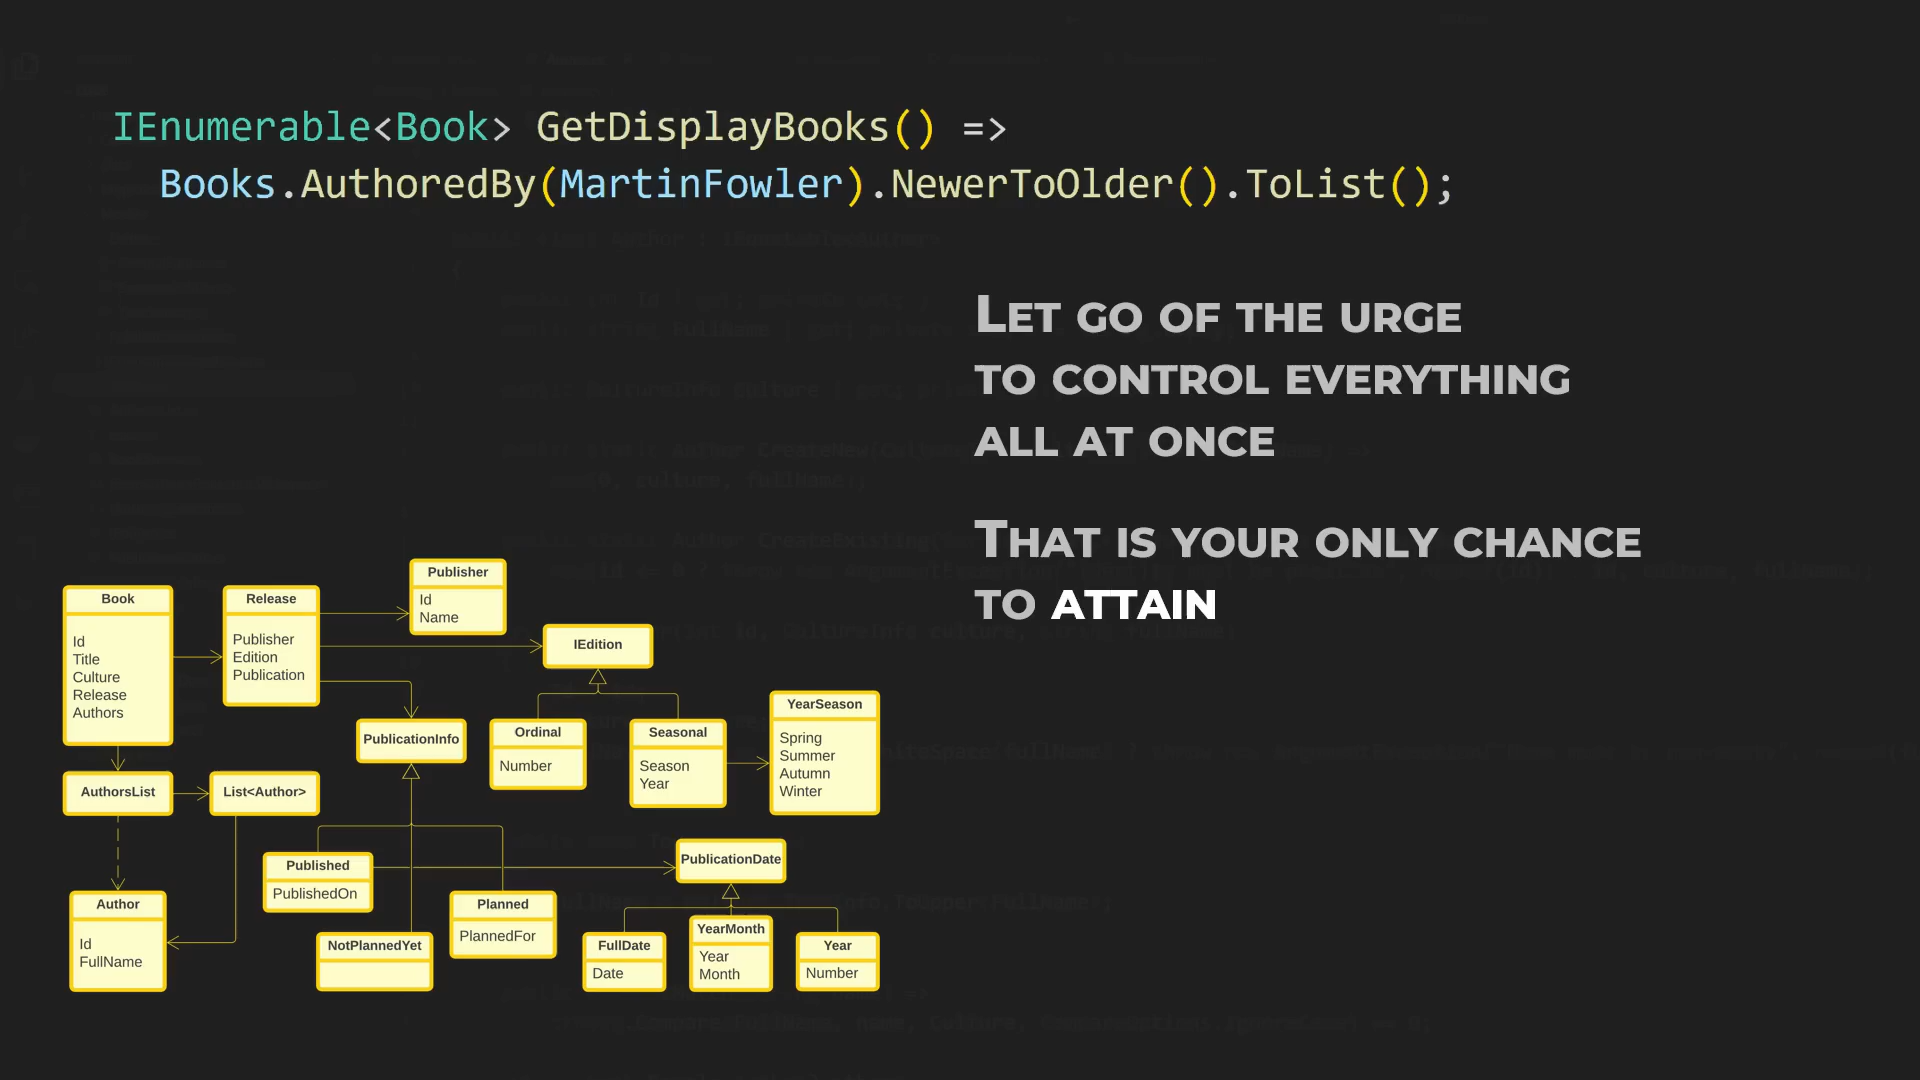 IEnumerable<Book> GetDisplayBooks() =>
Books.AuthoredBy(MartinFowler).NewerToOlder().ToList();
LET GO OF THE URGE
TO CONTROL EVERYTHING
ALL AT ONCE
THAT IS YOUR ONLY CHANCE
TO ATTAIN
Book
Id
Title
Culture
Release
Authors
Release
Publisher
Edition
Publication
Publisher
Id
Name
IEdition
PublicationInfo
Ordinal
Number
Seasonal
Season
Year
YearSeason
Spring
Summer
Autumn
Winter
AuthorsList
List<Author>
Published
PublishedOn
PublicationDate
Author
Id
FullName
NotPlannedYet
Planned
PlannedFor
FullDate
Date
YearMonth
Year
Month
Year
Number